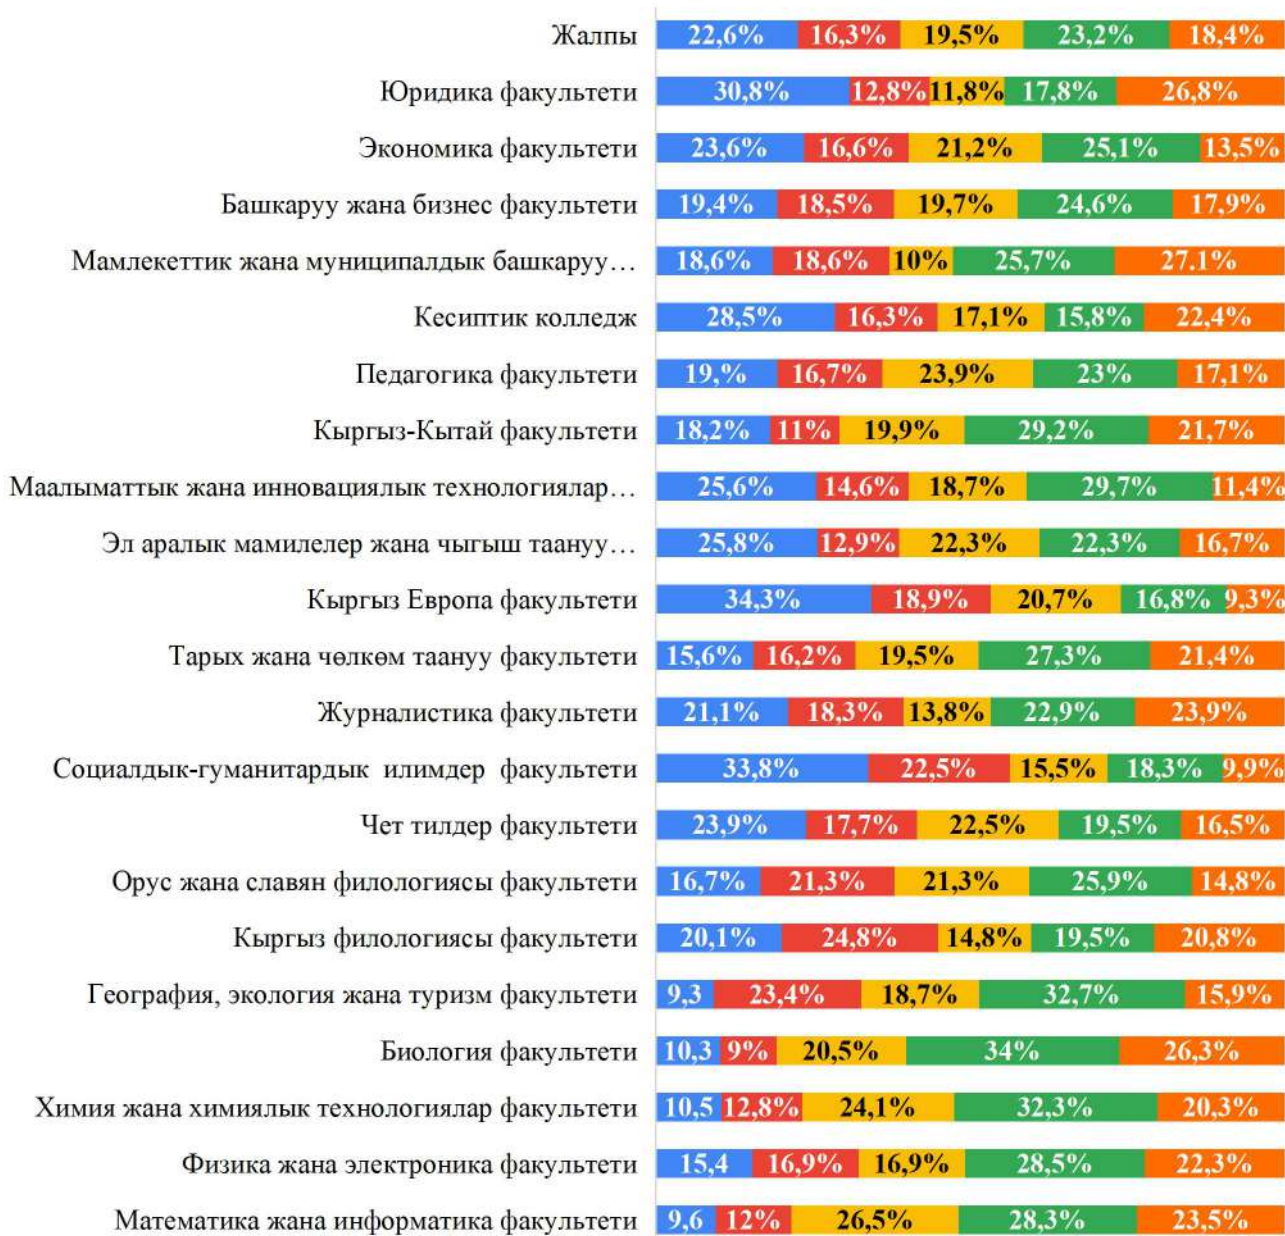 Жалпы 22,6% 16,3% 19,5% 23,2% 18,4%
Юридика факультети 30,8% 12,8% 11,8% 17,8% 26,8%
Экономика факультети 23,6% 16,6% 21,2% 25,1% 13,5%
Башкаруу жана бизнес факультети 19,4% 18,5% 19,7% 24,6% 17,9%
Мамлекеттик жана муниципалдык башкаруу… 18,6% 18,6% 10% 25,7% 27.1%
Кесиптик колледж 28,5% 16,3% 17,1% 15,8% 22,4%
Педагогика факультети 19,% 16,7% 23,9% 23% 17,1%
Кыргыз-Кытай факультети 18,2% 11% 19,9% 29,2% 21,7%
Маалыматтык жана инновациялык технологиялар… 25,6% 14,6% 18,7% 29,7% 11,4%
Эл аралык мамилелер жана чыгыш таануу… 25,8% 12,9% 22,3% 22,3% 16,7%
Кыргыз Европа факультети 34,3% 18,9% 20,7% 16,8% 9,3%
Тарых жана чөлкөм таануу факультети 15,6% 16,2% 19,5% 27,3% 21,4%
Журналистика факультети 21,1% 18,3% 13,8% 22,9% 23,9%
Социалдык-гуманитардык илимдер факультети 33,8% 22,5% 15,5% 18,3% 9,9%
Чет тилдер факультети 23,9% 17,7% 22,5% 19,5% 16,5%
Орус жана славян филологиясы факультети 16,7% 21,3% 21,3% 25,9% 14,8%
Кыргыз филологиясы факультети 20,1% 24,8% 14,8% 19,5% 20,8%
География, экология жана туризм факультети 9,3 23,4% 18,7% 32,7% 15,9%
Биология факультети 10,3 9% 20,5% 34% 26,3%
Химия жана химиялык технологиялар факультети 10,5 12,8% 24,1% 32,3% 20,3%
Физика жана электроника факультети 15,4 16,9% 16,9% 28,5% 22,3%
Математика жана информатика факультети 9,6 12% 26,5% 28,3% 23,5%